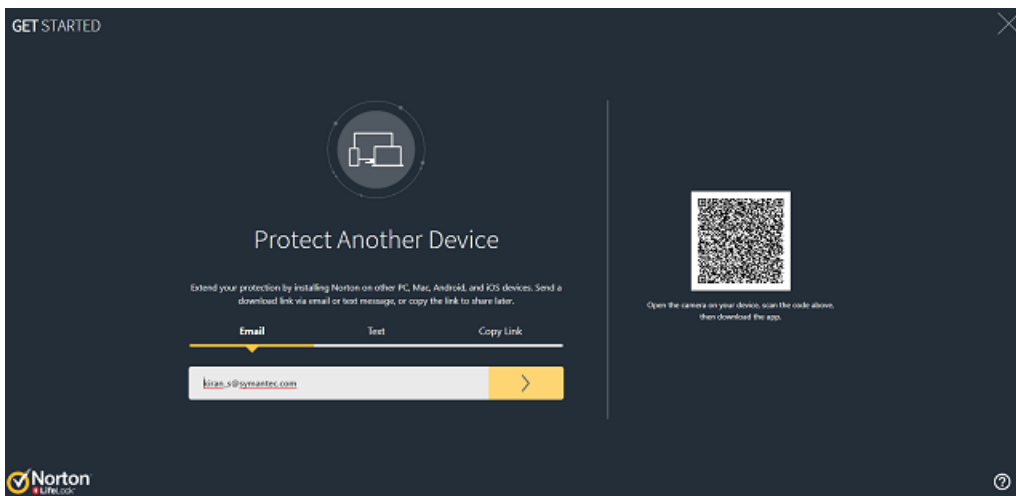 GET STARTED
Protect Another Device
Extend your protection by installing Norton on other PC, Mac, Android, and iOS devices. Send a
download link via email or text message, or copy the link to share later.
Email Text Copy Link
kiran_s@symantec.com
Open the camera on your device, scan the code above,
then download the app.
Norton
LifeLock